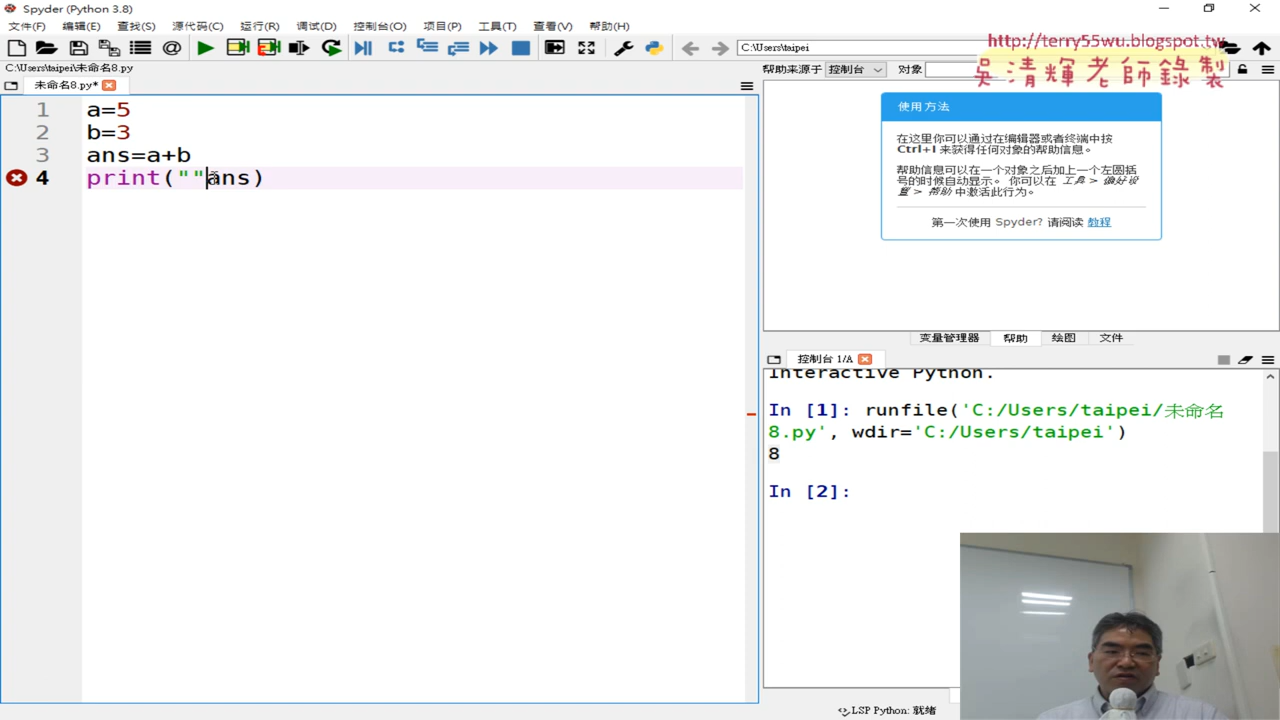 Spyder (Python 3.8)
文件(F) 编辑(E) 查找(S) 源代码(C) 运行(R) 调试(D) 控制台(O) 项目(P) 工具(T) 查看(V) 帮助(H)
C:\Users\taipei
http://terry55wu.blogspot.tw
吳清輝老師錄製
C:\Users\taipei\未命名8.py
帮助来源于 控制台 对象
未命名8.py*
1 a=5
2 b=3
3 ans=a+b
4 print(""ans)
使用方法
在这里你可以通过在编辑器或者终端中按
Ctrl+I 来获得任何对象的帮助信息。
帮助信息可以在一个对象之后加上一个左圆括
号的时候自动显示。 你可以在 工具 > 偏好设
置 > 帮助 中激活此行为。
第一次使用 Spyder? 请阅读 教程
变量管理器 帮助 绘图 文件
控制台 1/A
Interactive Python.
In [1]: runfile('C:/Users/taipei/未命名
8.py', wdir='C:/Users/taipei')
8
In [2]:
LSP Python: 就绪